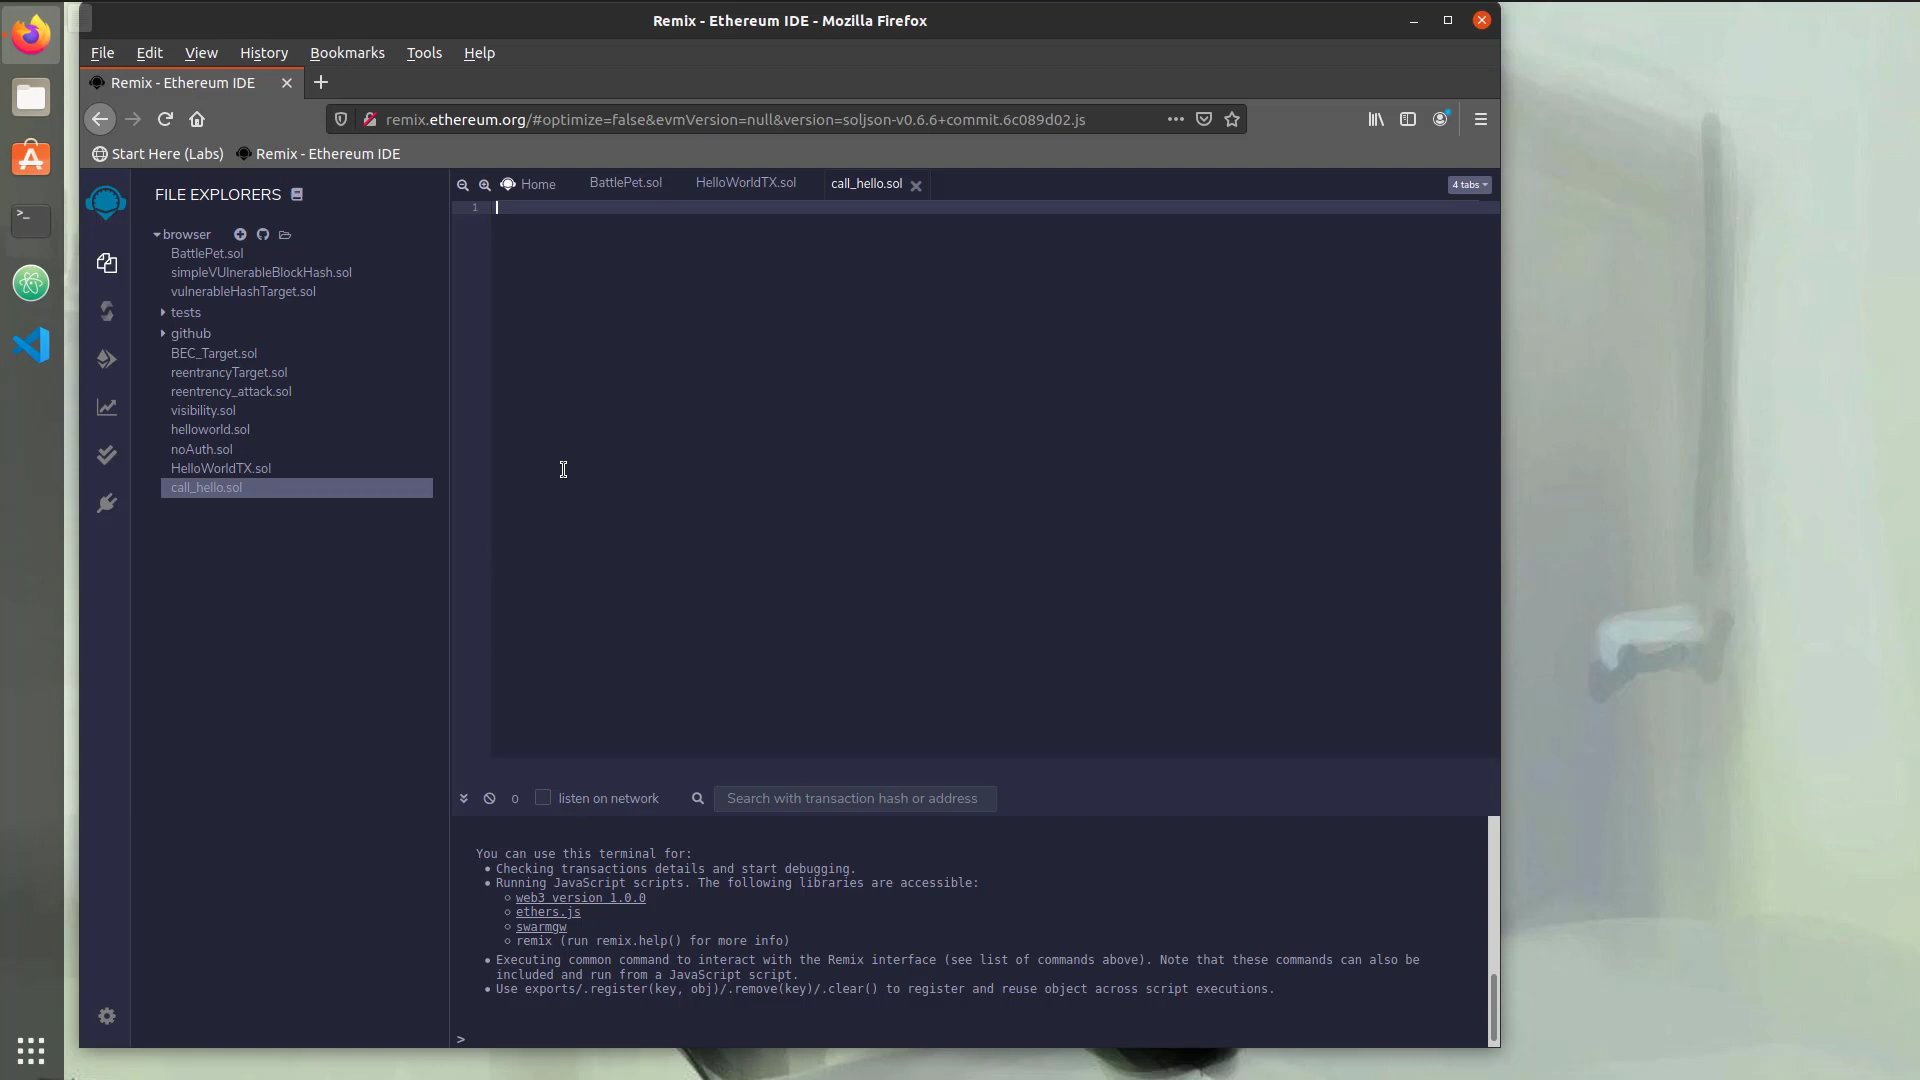 Remix - Ethereum IDE - Mozilla Firefox
File Edit View History Bookmarks Tools Help
Remix - Ethereum IDE
remix.ethereum.org/#optimize=false&evmVersion=null&version=soljson-v0.6.6+commit.6c089d02.js
Start Here (Labs) Remix - Ethereum IDE
FILE EXPLORERS
Home BattlePet.sol HelloWorldTX.sol call_hello.sol 4 tabs
1
browser
BattlePet.sol
simpleVUlnerableBlockHash.sol
vulnerableHashTarget.sol
tests
github
BEC_Target.sol
reentrancyTarget.sol
reentrency_attack.sol
visibility.sol
helloworld.sol
noAuth.sol
HelloWorldTX.sol
call_hello.sol
0 listen on network Search with transaction hash or address
You can use this terminal for:
Checking transactions details and start debugging.
Running JavaScript scripts. The following libraries are accessible:
web3 version 1.0.0
ethers.js
swarmgw
remix (run remix.help() for more info)
Executing common command to interact with the Remix interface (see list of commands above). Note that these commands can also be
included and run from a JavaScript script.
Use exports/.register(key, obj)/.remove(key)/.clear() to register and reuse object across script executions.
>